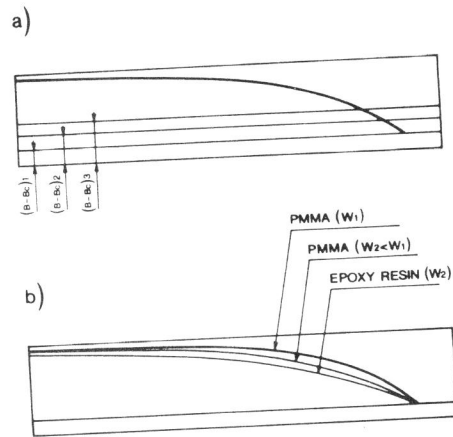 a)
(B-Bc)1
(B-Bc)2
(B-Bc)3
PMMA (W1)
PMMA (W2<W1)
EPOXY RESIN (W2)
b)